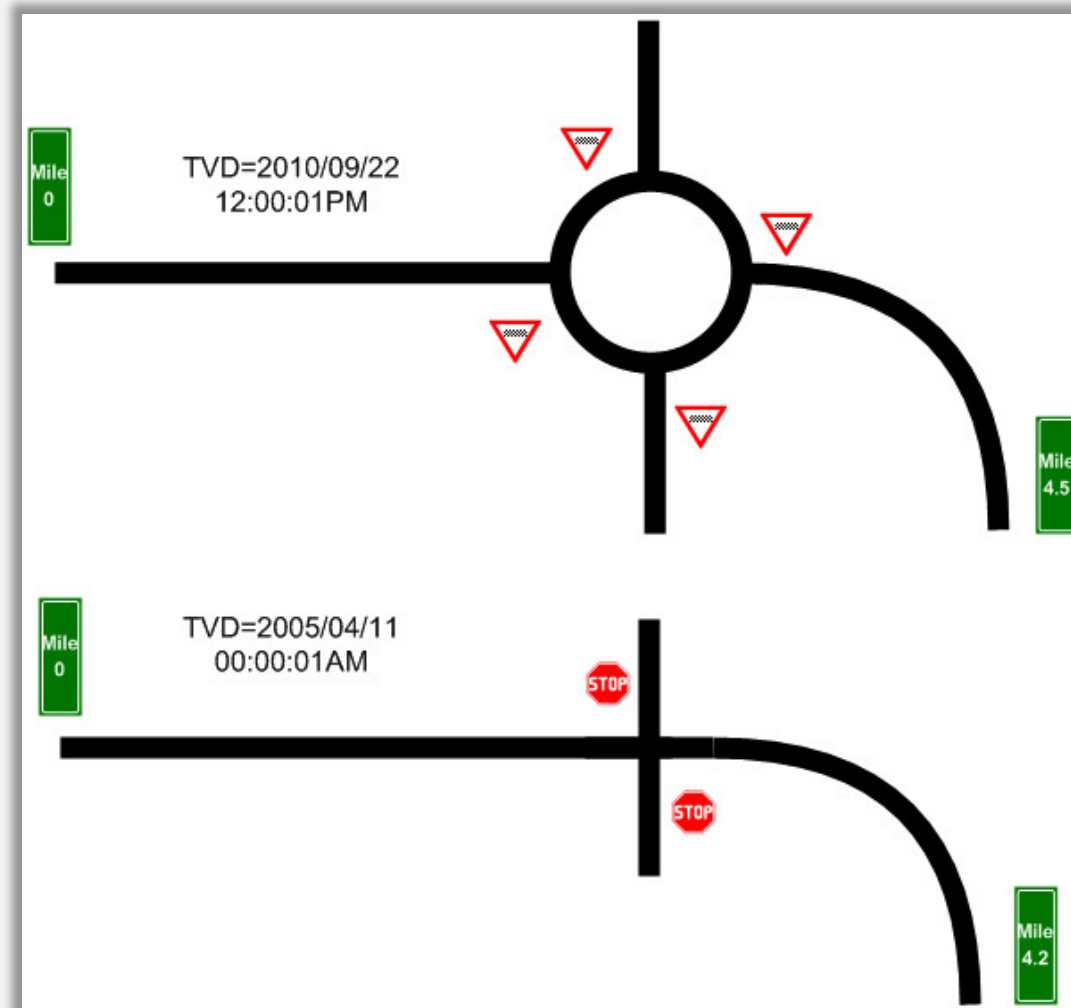 Mile
0
TVD=2010/09/22
12:00:01PM
Mile
4.5
Mile
0
TVD=2005/04/11
00:00:01AM
STOP
STOP
Mile
4.2